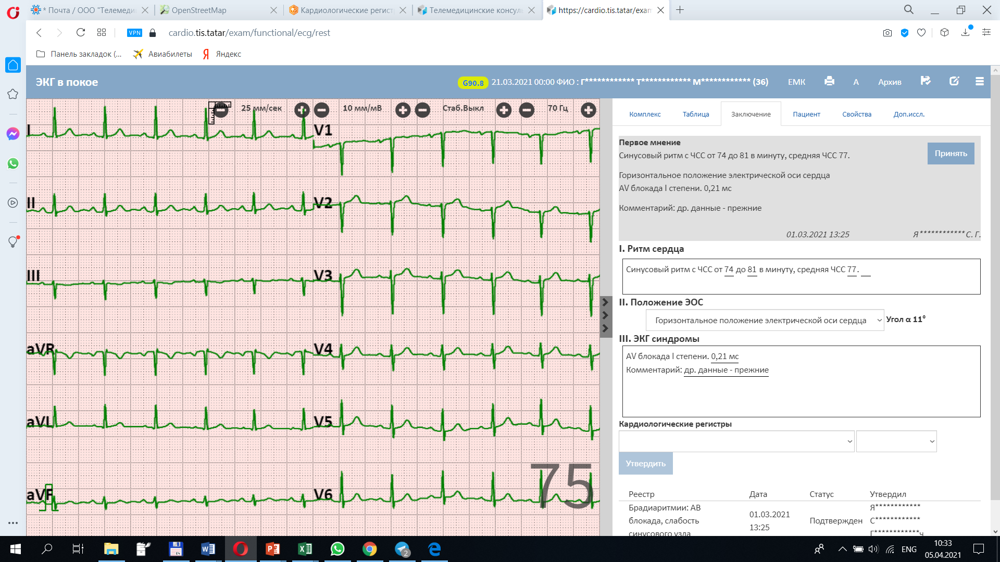 * Почта / ООО "Телемеди
OpenStreetMap
Кардиологические регист
Телемедицинские консуль
https://cardio.tis.tatar/exam
VPN
cardio.tis.tatar/exam/functional/ecg/rest
Панель закладок (...
Авиабилеты
Я
Яндекс
ЭКГ в покое
G90.8
21.03.2021 00:00 ФИО : Г************ Т************ М************ (36)
ЕМК
А
Архив
25 мм/сек
10 мм/мВ
Стаб.Выкл
70 Гц
I
V1
II
V2
III
V3
aVR
V4
aVL
V5
aVF
V6
75
Комплекс
Таблица
Заключение
Пациент
Свойства
Доп.иссл.
Первое мнение
Синусовый ритм с ЧСС от 74 до 81 в минуту, средняя ЧСС 77.
Принять
Горизонтальное положение электрической оси сердца
AV блокада I степени. 0,21 мс
Комментарий: др. данные - прежние
01.03.2021 13:25
Я************ С. Г.
I. Ритм сердца
Синусовый ритм с ЧСС от 74 до 81 в минуту, средняя ЧСС 77.
II. Положение ЭОС
Горизонтальное положение электрической оси сердца
Угол α 11°
III. ЭКГ синдромы
AV блокада I степени. 0,21 мс
Комментарий: др. данные - прежние
Кардиологические регистры
Утвердить
Реестр
Дата
Статус
Утвердил
Брадиаритмии: АВ
блокада, слабость
синусового узла
01.03.2021
13:25
Подтвержден
Я************
С************
Г************ч
64
2
ENG
10:33
05.04.2021